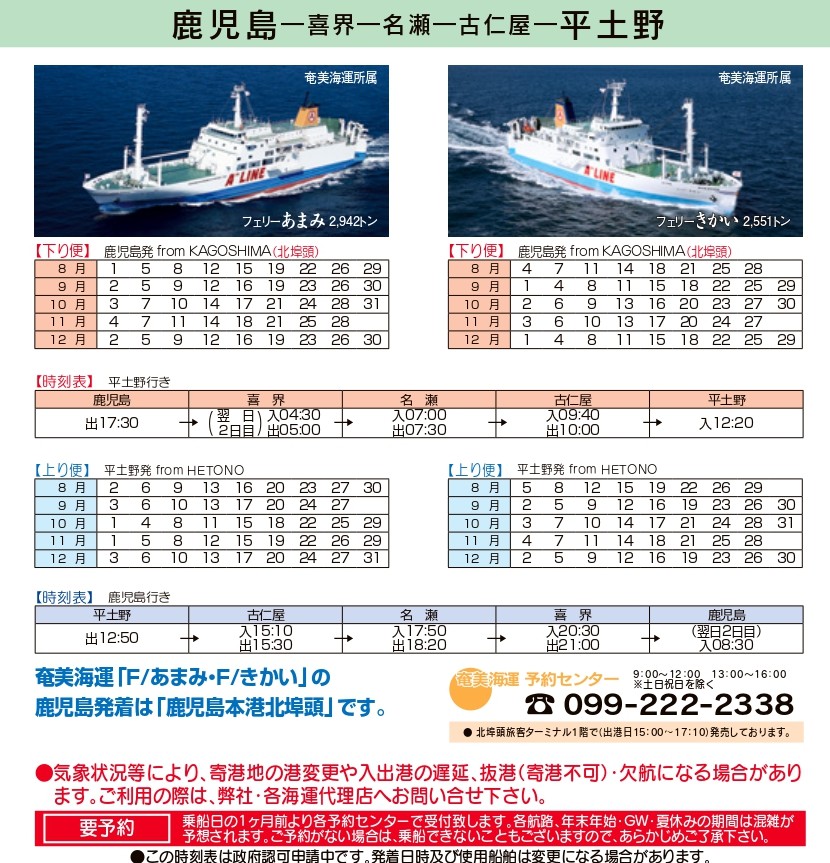 鹿児島―喜界―名瀬―古仁屋―平土野
奄美海運所属
A"LINE
フェリーあまみ 2,942トン
奄美海運所属
A"LINE
フェリーきかい 2,551トン
【下り便】 鹿児島発 from KAGOSHIMA(北埠頭)
8 月 1 5 8 12 15 19 22 26 29
9 月 2 5 9 12 16 19 23 26 30
10 月 3 7 10 14 17 21 24 28 31
11 月 4 7 11 14 18 21 25 28
12 月 2 5 9 12 16 19 23 26 30
【下り便】 鹿児島発 from KAGOSHIMA(北埠頭)
8 月 4 7 11 14 18 21 25 28
9 月 1 4 8 11 15 18 22 25 29
10 月 2 6 9 13 16 20 23 27 30
11 月 3 6 10 13 17 20 24 27
12 月 1 4 8 11 15 18 22 25 29
【時刻表】 平土野行き
鹿児島 喜 界 名 瀬 古仁屋 平土野
出17:30 → (翌 日 2日目) 入04:30 出05:00 → 入07:00 出07:30 → 入09:40 出10:00 → 入12:20
【上り便】 平土野発 from HETONO
8 月 2 6 9 13 16 20 23 27 30
9 月 3 6 10 13 17 20 24 27
10 月 1 4 8 11 15 18 22 25 29
11 月 1 5 8 12 15 19 22 26 29
12 月 3 6 10 13 17 20 24 27 31
【上り便】 平土野発 from HETONO
8 月 5 8 12 15 19 22 26 29
9 月 2 5 9 12 16 19 23 26 30
10 月 3 7 10 14 17 21 24 28 31
11 月 4 7 11 14 18 21 25 28
12 月 2 5 9 12 16 19 23 26 30
【時刻表】 鹿児島行き
平土野 古仁屋 名 瀬 喜 界 鹿児島
出12:50 → 入15:10 出15:30 → 入17:50 出18:20 → 入20:30 出21:00 → (翌日2日目) 入08:30
奄美海運「F/あまみ・F/きかい」の
鹿児島発着は「鹿児島本港北埠頭」です。
奄美海運 予約センター 9:00〜12:00 13:00〜16:00
※土日祝日を除く
☎ 099-222-2338
● 北埠頭旅客ターミナル1階で(出港日15:00〜17:10)発売しております。
●気象状況等により、寄港地の港変更や入出港の遅延、抜港(寄港不可)・欠航になる場合があり
ます。ご利用の際は、弊社・各海運代理店へお問い合せ下さい。
要予約
乗船日の1ヶ月前より各予約センターで受付致します。各航路、年末年始・GW・夏休みの期間は混雑が
予想されます。ご予約がない場合は、乗船できないこともございますので、あらかじめご了承下さい。
●この時刻表は政府認可申請中です。発着日時及び使用船舶は変更になる場合があります。